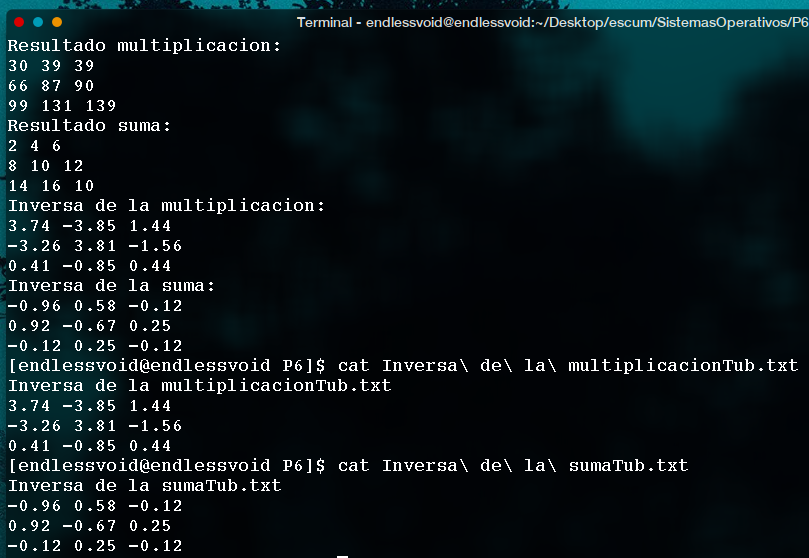 Terminal - endlessvoid@endlessvoid:~/Desktop/escum/SistemasOperativos/P6
Resultado multiplicacion:
30 39 39
66 87 90
99 131 139
Resultado suma:
2 4 6
8 10 12
14 16 10
Inversa de la multiplicacion:
3.74 -3.85 1.44
-3.26 3.81 -1.56
0.41 -0.85 0.44
Inversa de la suma:
-0.96 0.58 -0.12
0.92 -0.67 0.25
-0.12 0.25 -0.12
[endlessvoid@endlessvoid P6]$ cat Inversa\ de\ la\ multiplicacionTub.txt
Inversa de la multiplicacionTub.txt
3.74 -3.85 1.44
-3.26 3.81 -1.56
0.41 -0.85 0.44
[endlessvoid@endlessvoid P6]$ cat Inversa\ de\ la\ sumaTub.txt
Inversa de la sumaTub.txt
-0.96 0.58 -0.12
0.92 -0.67 0.25
-0.12 0.25 -0.12